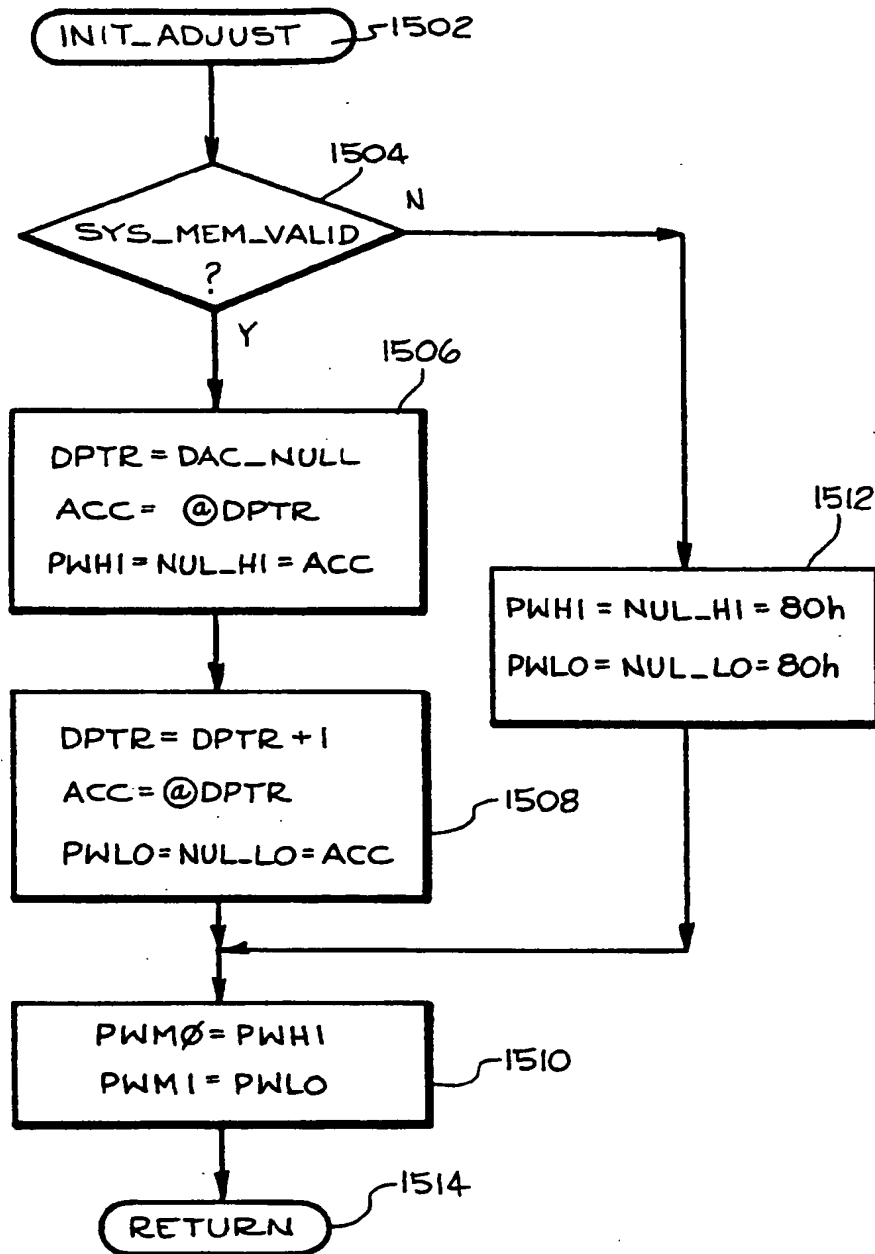 INIT_ADJUST
1502
1504
SYS_MEM_VALID
?
N
Y
1506
DPTR = DAC_NULL
ACC = @DPTR
PWHI = NUL_HI = ACC
1512
PWHI = NUL_HI = 80h
PWLO = NUL_LO = 80h
DPTR = DPTR + 1
ACC = @DPTR
PWLO = NUL_LO = ACC
1508
PWMØ = PWHI
PWM1 = PWLO
1510
RETURN
1514